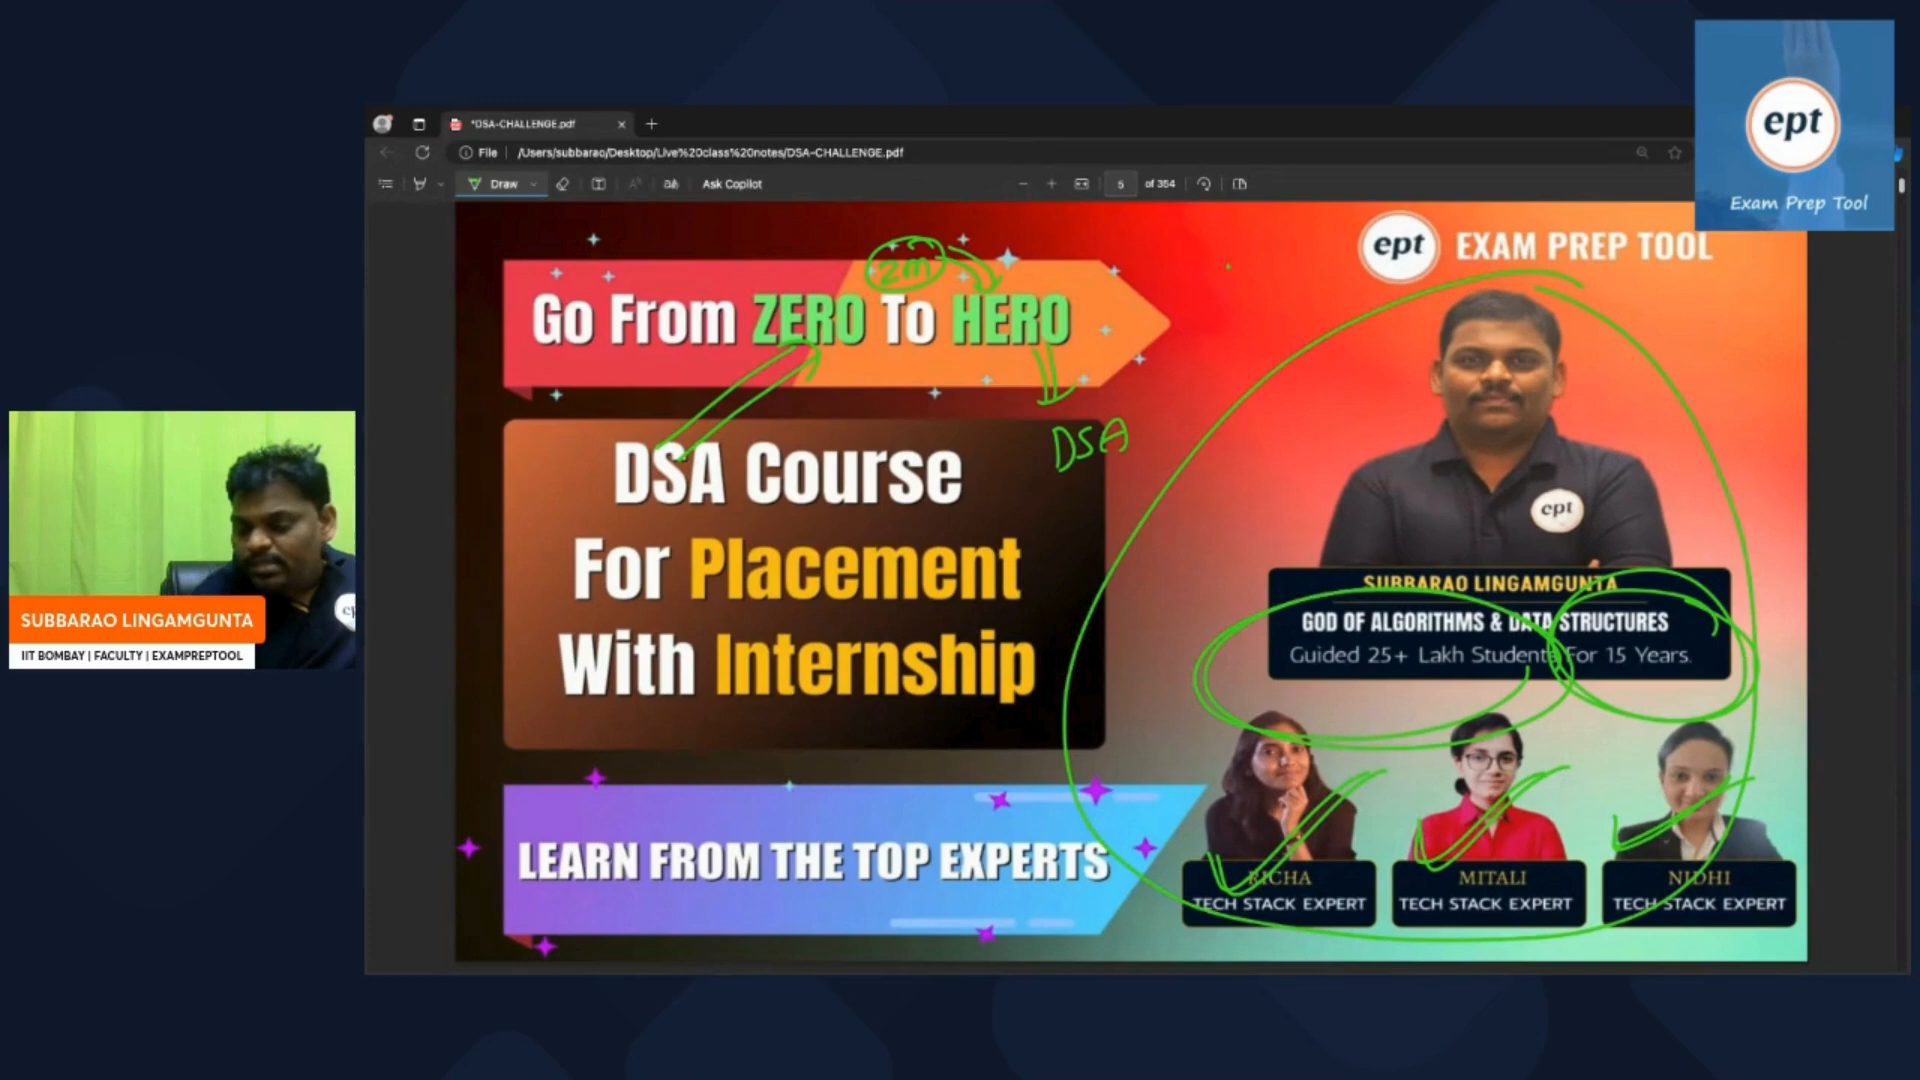 ept
Exam Prep Tool
*DSA-CHALLENGE.pdf
File /Users/subbarao/Desktop/Live%20class%20notes/DSA-CHALLENGE.pdf
Draw
Ask Copilot
5 of 354
ept EXAM PREP TOOL
2m
Go From ZERO To HERO
DSA
DSA Course
For Placement
With Internship
ept
SUBBARAO LINGAMGUNTA
GOD OF ALGORITHMS & DATA STRUCTURES
Guided 25+ Lakh Students For 15 Years.
LEARN FROM THE TOP EXPERTS
RICHA
TECH STACK EXPERT
MITALI
TECH STACK EXPERT
NIDHI
TECH STACK EXPERT
SUBBARAO LINGAMGUNTA
IIT BOMBAY | FACULTY | EXAMPREPTOOL